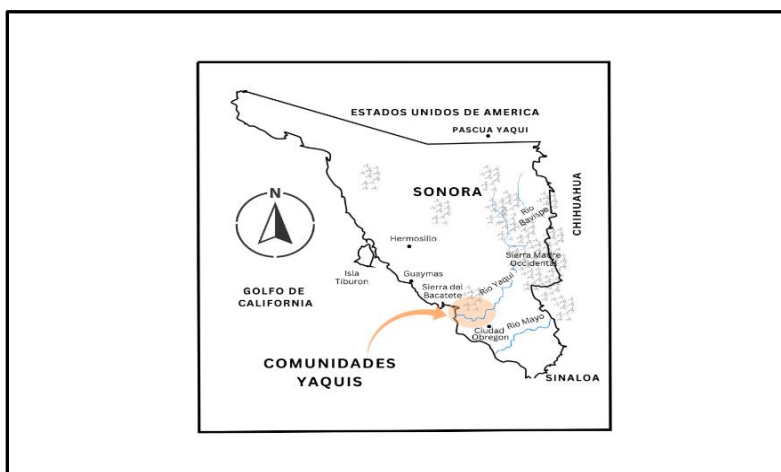 ESTADOS UNIDOS DE AMERICA
PASCUA YAQUI
SONORA
CHIHUAHUA
N
Rio
Bavispe
Hermosillo
Sierra Madre
Occidental
Isla
Tiburon
Guaymas
Sierra del
Bacatete
Rio Yaqui
GOLFO DE
CALIFORNIA
Rio Mayo
Ciudad
Obregon
COMUNIDADES
YAQUIS
SINALOA